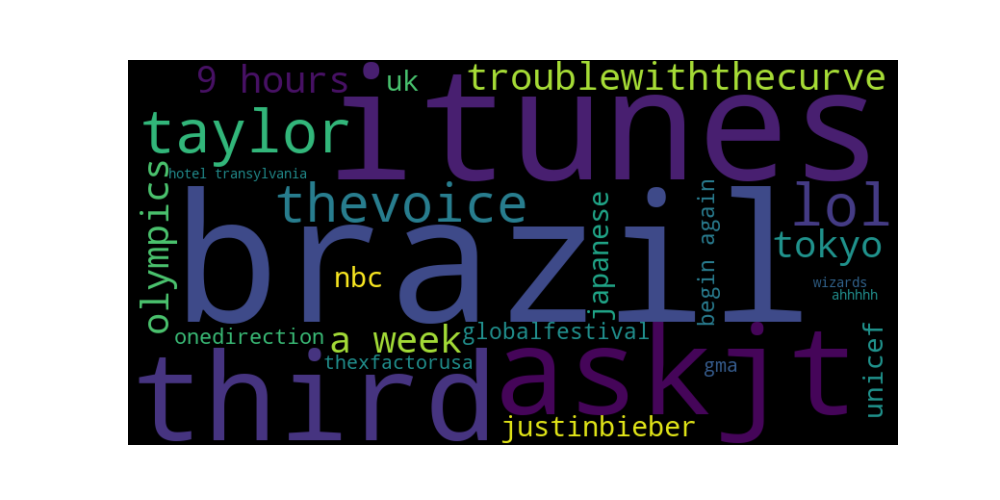 9 hours
uk
troublewiththecurve
itunes
taylor
olympics
hotel transylvania
thevoice
brazil
lol
japanese
begin again
tokyo
nbc
wizards
ahhhhh
onedirection
a week
globalfestival
thexfactorusa
third
askjt
gma
unicef
justinbieber